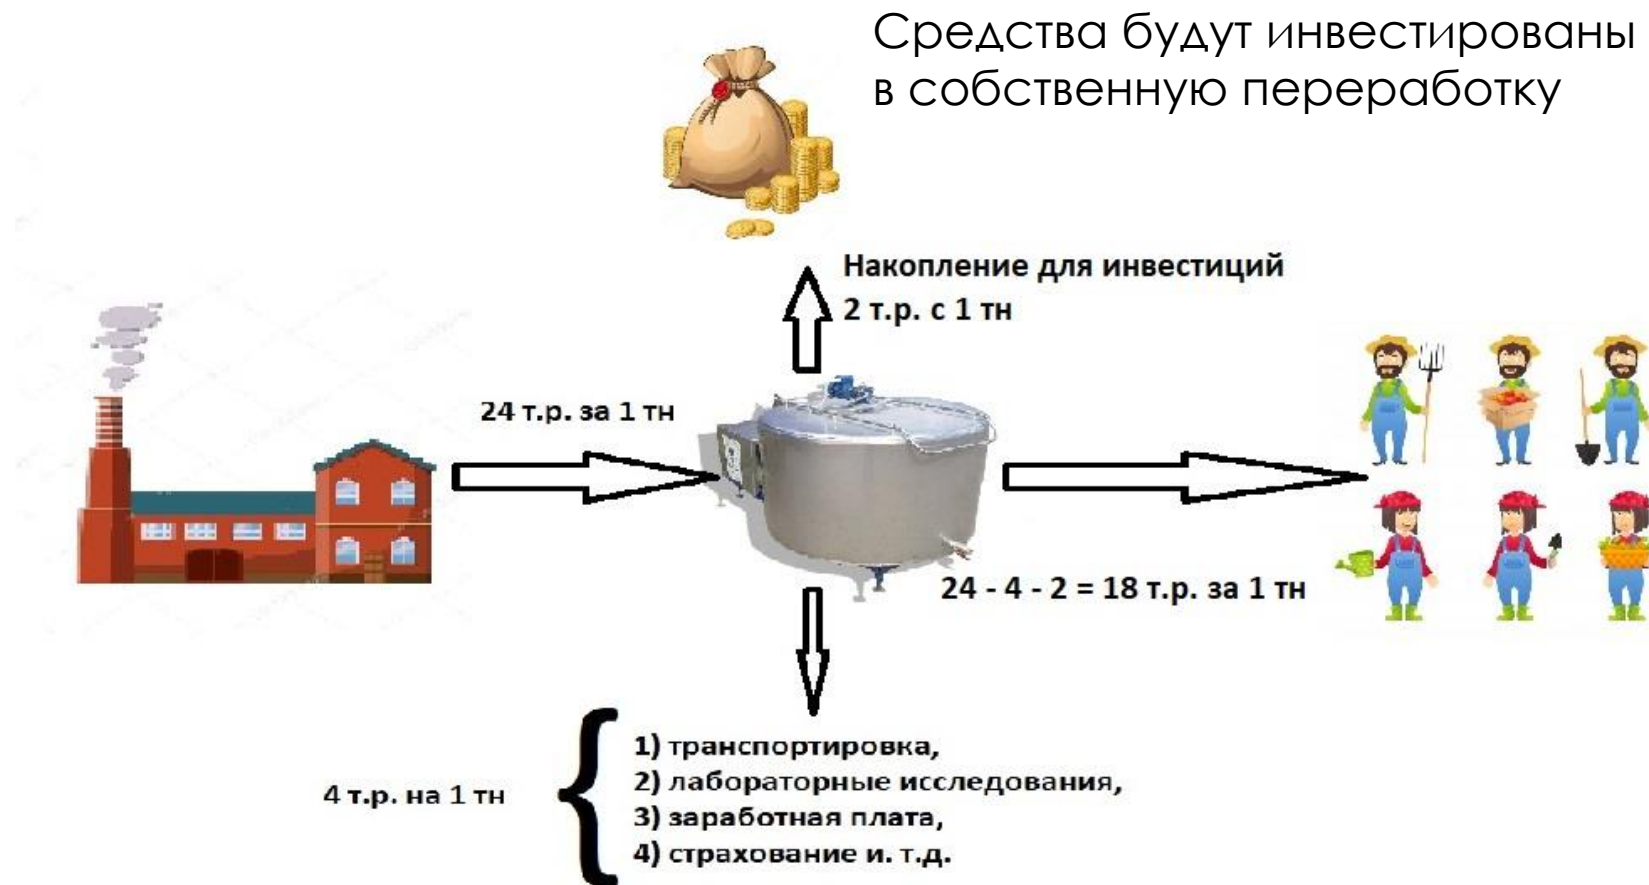 Средства будут инвестированы
в собственную переработку
Накопление для инвестиций
2 т.р. с 1 тн
24 т.р. за 1 тн
24 - 4 - 2 = 18 т.р. за 1 тн
4 т.р. на 1 тн
1) транспортировка,
2) лабораторные исследования,
3) заработная плата,
4) страхование и. т.д.